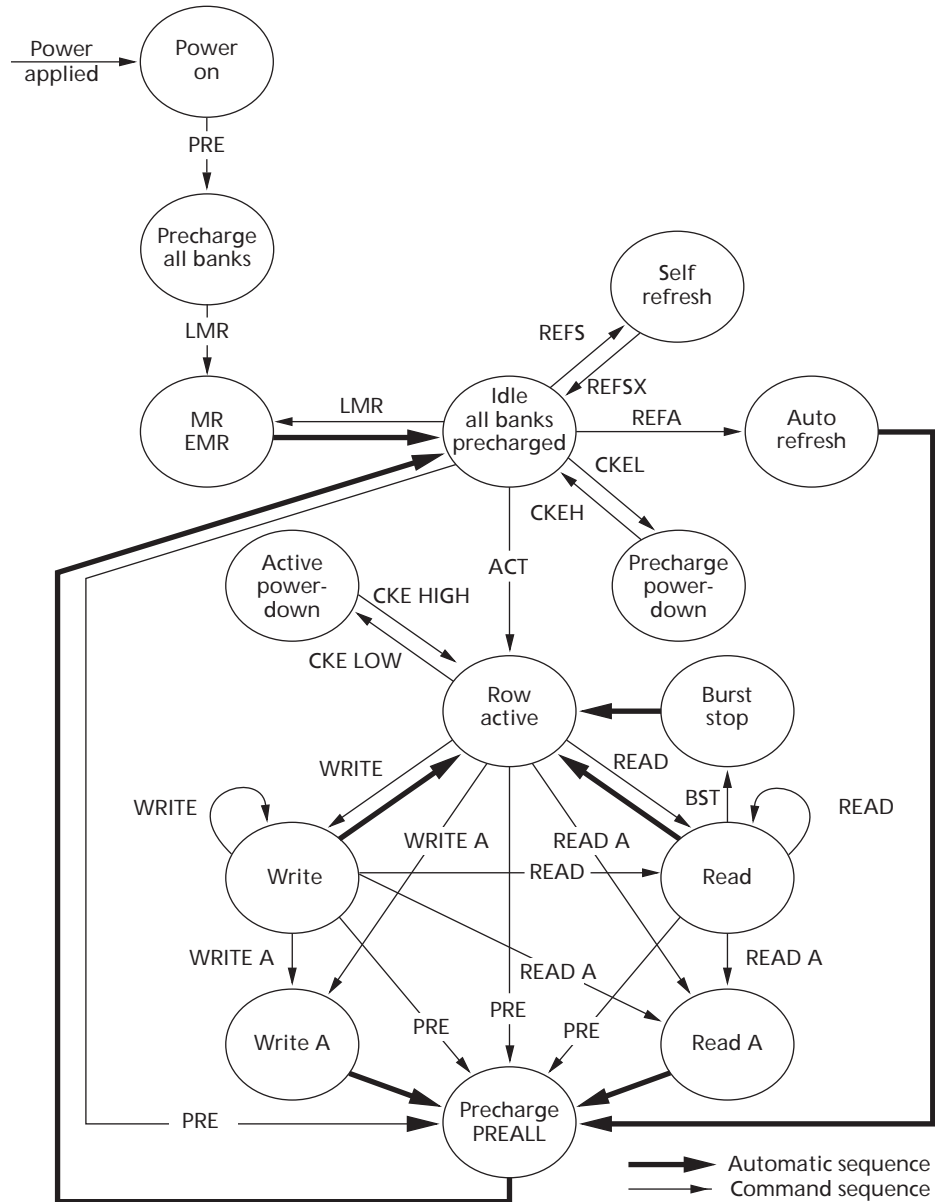 Power
applied
Power
on
PRE
Precharge
all banks
Self
refresh
LMR
REFS
REFSX
MR
EMR
LMR
Idle
all banks
precharged
REFA
Auto
refresh
CKEL
CKEH
ACT
Active
power-
down
CKE HIGH
CKE LOW
Precharge
power-
down
Row
active
Burst
stop
WRITE
READ
BST
WRITE
READ
WRITE A
READ A
Write
READ
Read
WRITE A
READ A
READ A
Write A
PRE
PRE
PRE
Read A
PRE
Precharge
PREALL
Automatic sequence
Command sequence